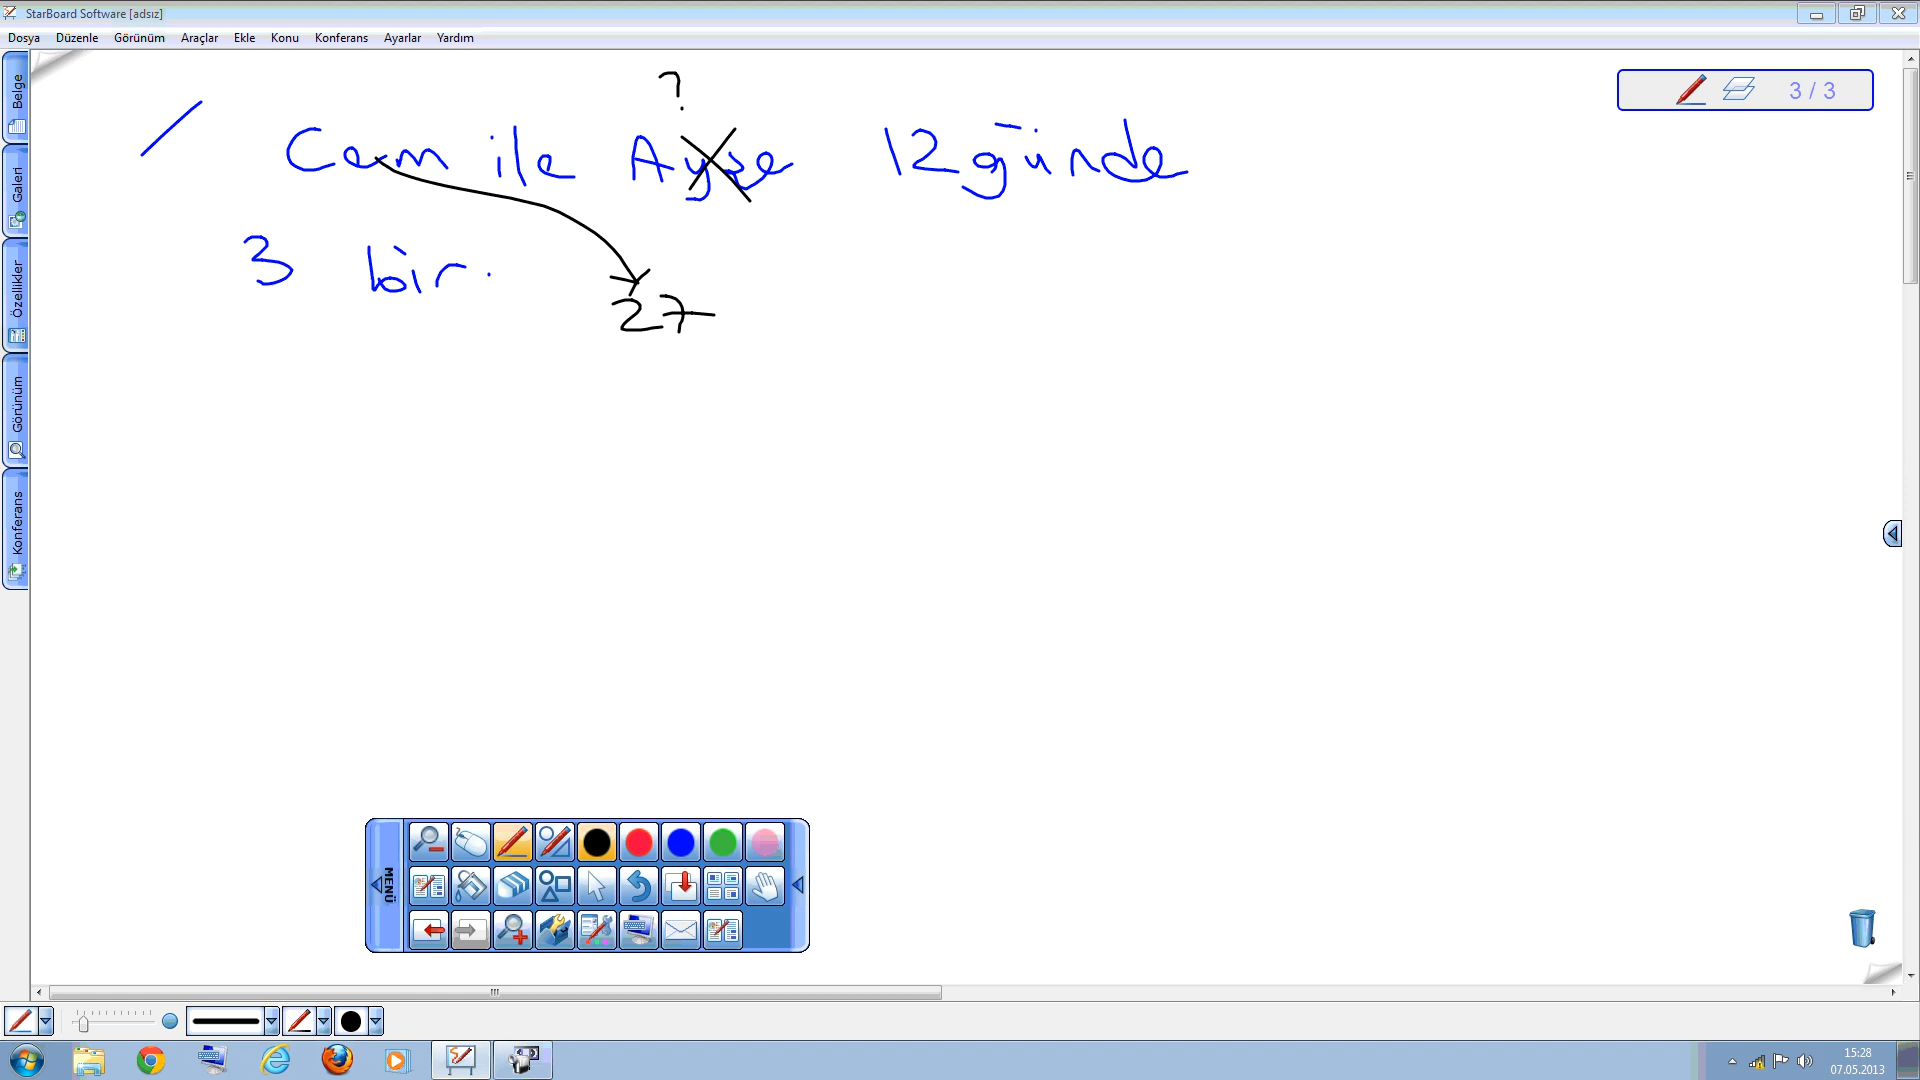 StarBoard Software [adsız]
Dosya Düzenle Görünüm Araçlar Ekle Konu Konferans Ayarlar Yardım
Belge
Galeri
Özellikler
Görünüm
Konferans
3 / 3
?
Cem ile Ayşe 12 günde
3 bir.
27
MENÜ
15:28
07.05.2013